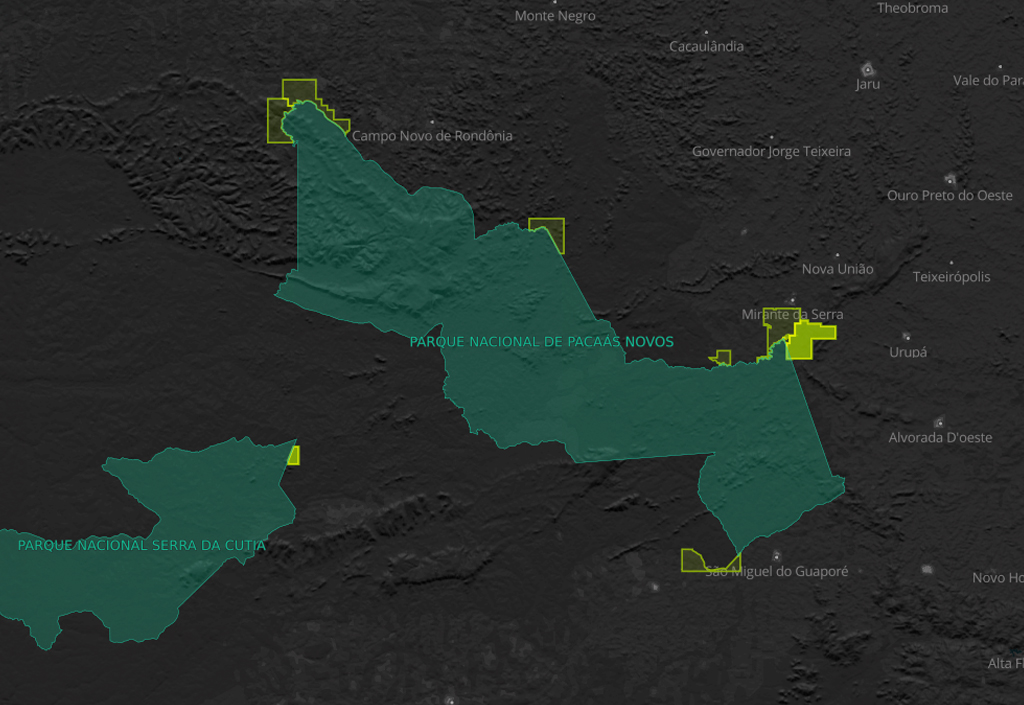 Theobroma
Monte Negro
Cacaulândia
Jaru
Vale do Par
Campo Novo de Rondônia
Governador Jorge Teixeira
Ouro Preto do Oeste
Nova União
Teixeirópolis
Mirante da Serra
PARQUE NACIONAL DE PACAÁS NOVOS
Urupá
Alvorada D'oeste
PARQUE NACIONAL SERRA DA CUTIA
São Miguel do Guaporé
Novo Ho
Alta F